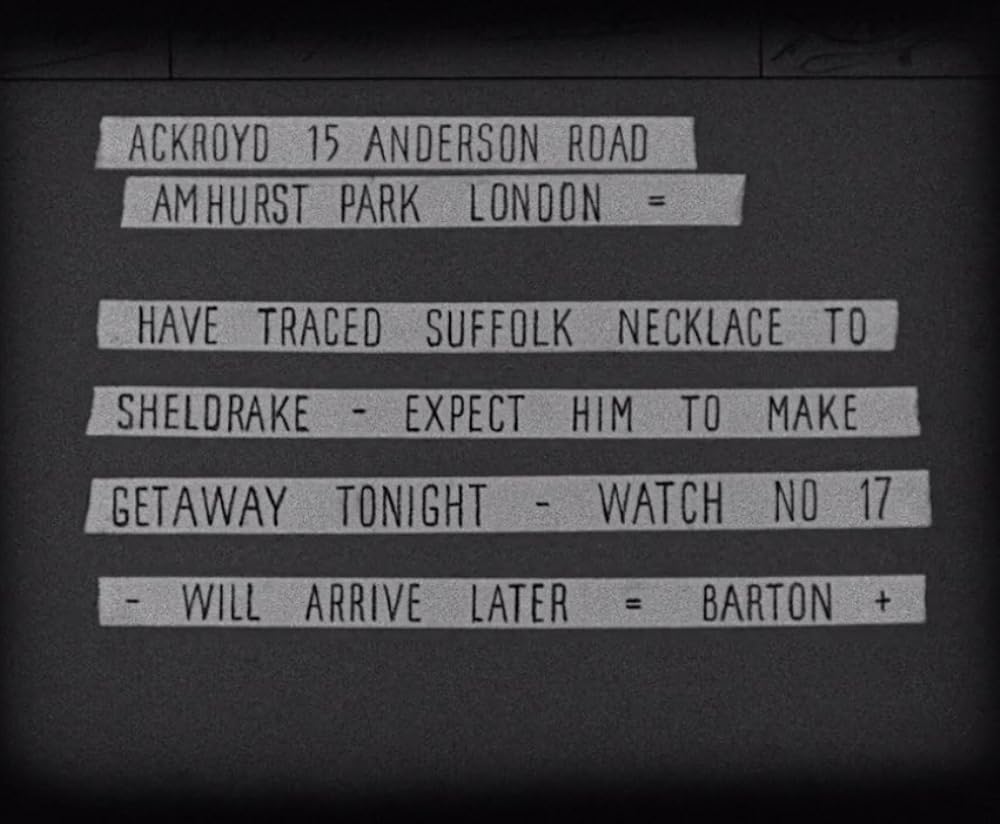 ACKROYD 15 ANDERSON ROAD
AMHURST PARK LONDON =
HAVE TRACED SUFFOLK NECKLACE TO
SHELDRAKE - EXPECT HIM TO MAKE
GETAWAY TONIGHT - WATCH NO 17
- WILL ARRIVE LATER = BARTON +